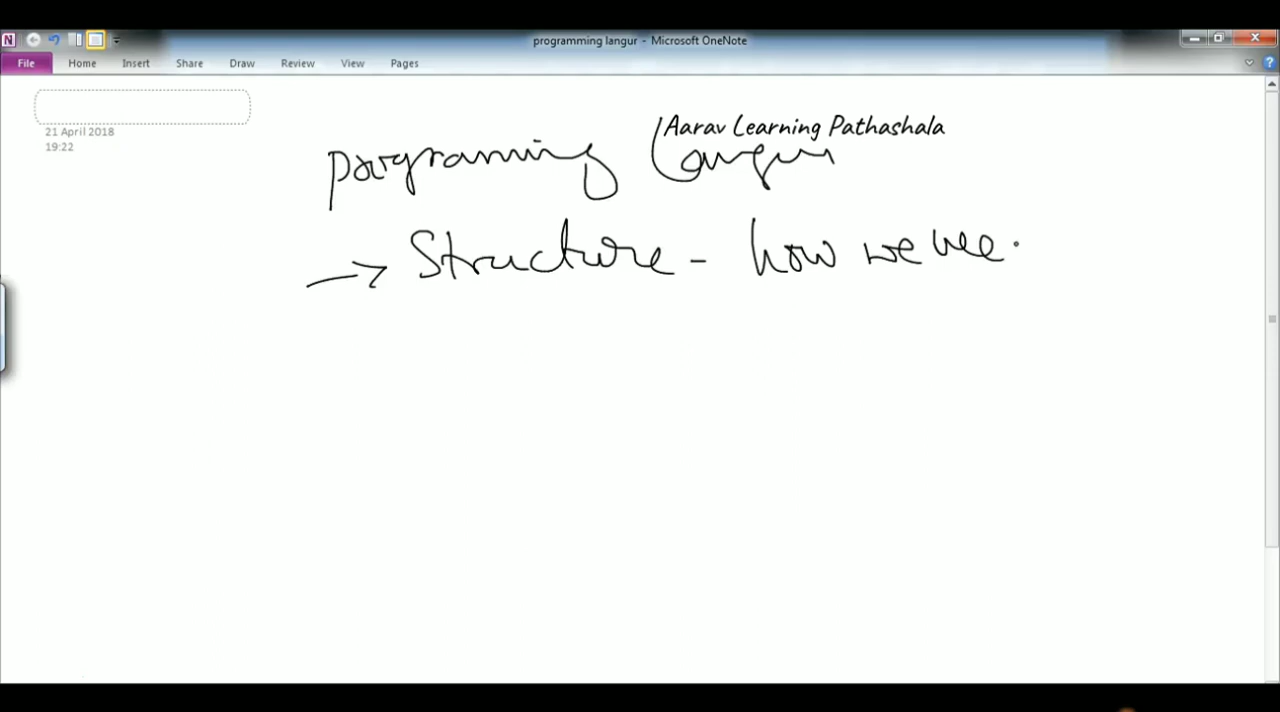 programming langur - Microsoft OneNote
File Home Insert Share Draw Review View Pages
21 April 2018
19:22
Aarav Learning Pathashala
programming Langur
→ Structure - how we use.